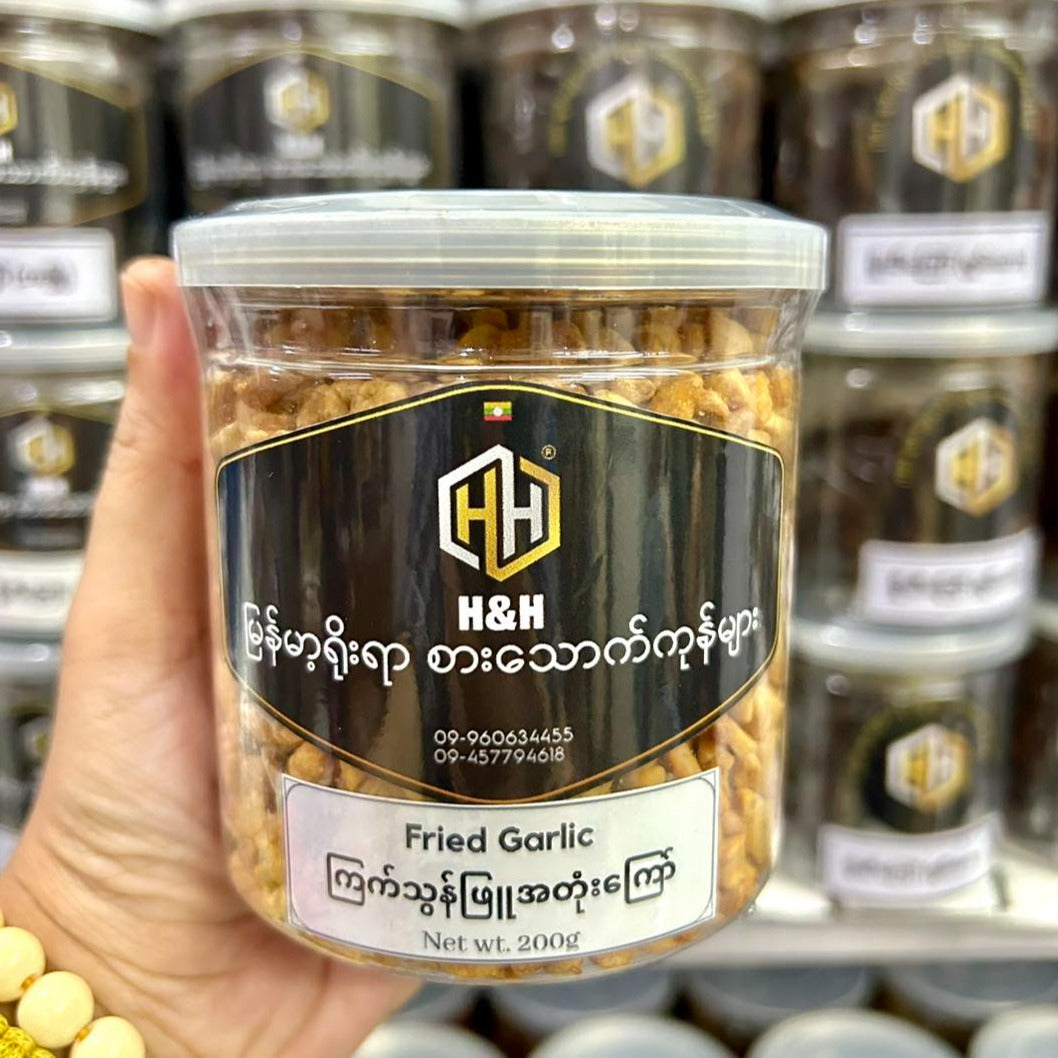 HH
®
H&H
မြန်မာ့ရိုးရာ စားသောက်ကုန်များ
09-960634455
09-457794618
Fried Garlic
ကြက်သွန်ဖြူအတုံးကြော်
Net wt. 200g